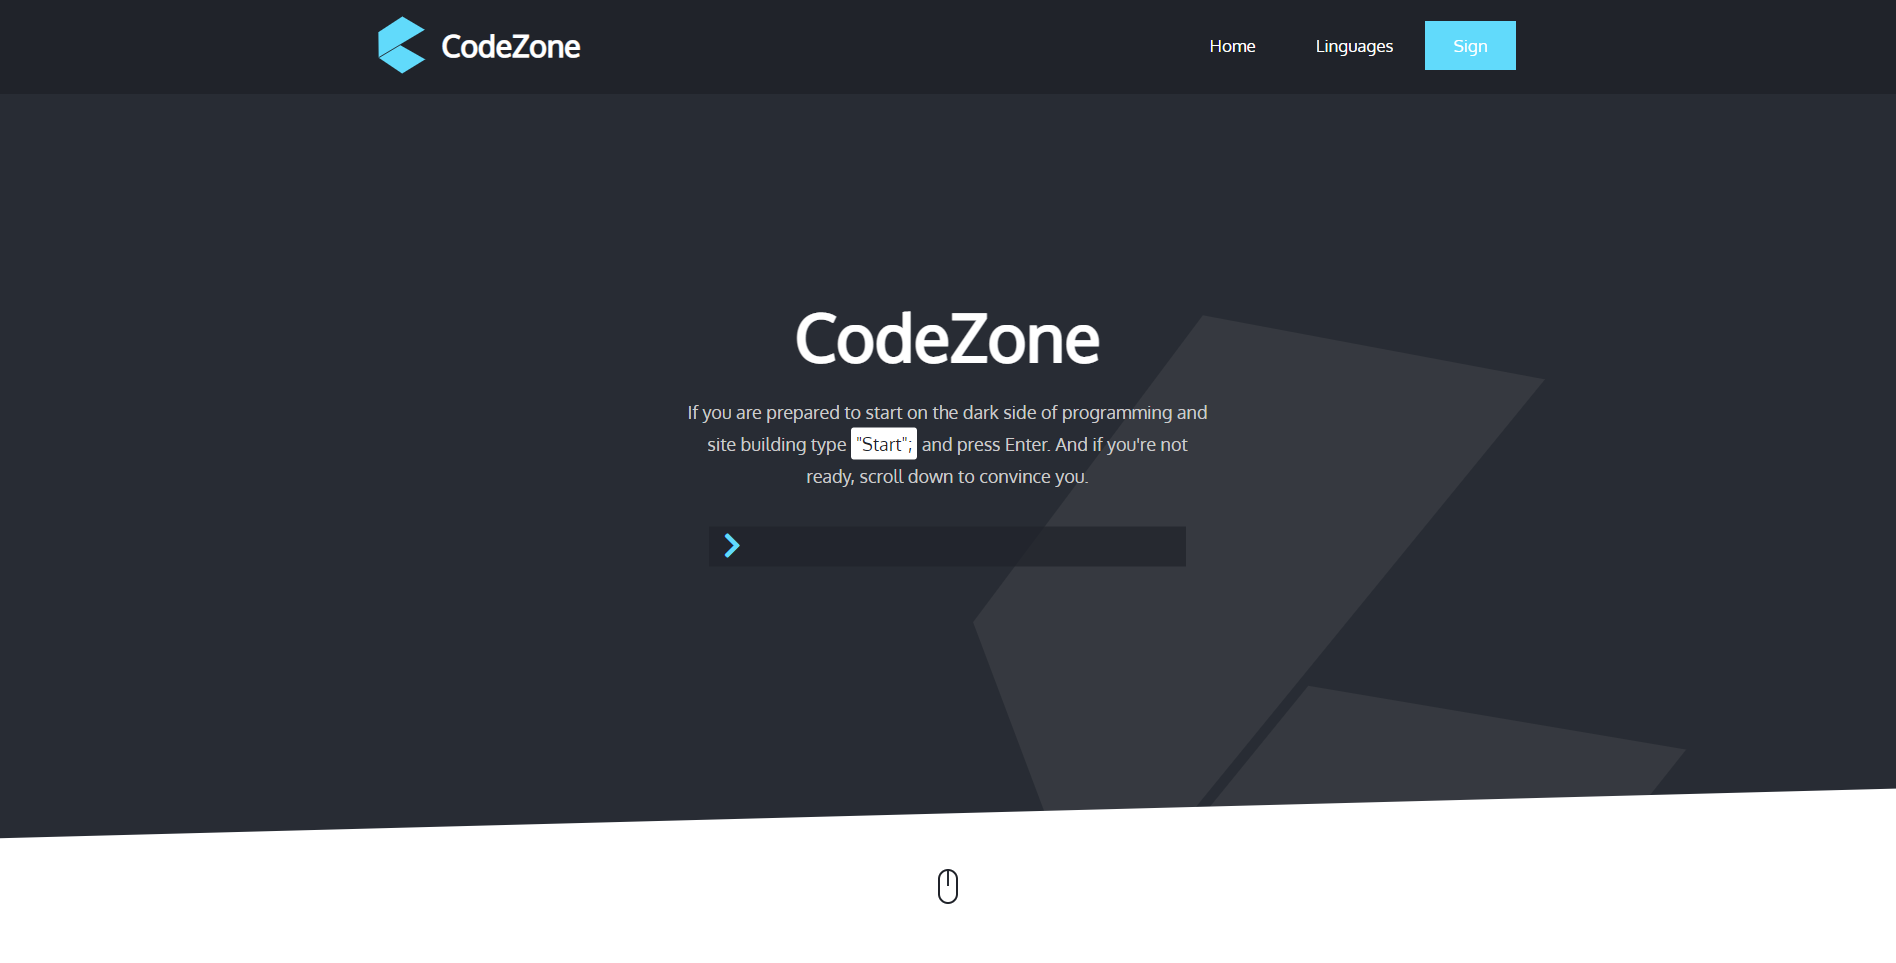 CodeZone
Home
Linguages
Sign
CodeZone
If you are prepared to start on the dark side of programming and
site building type "Start"; and press Enter. And if you're not
ready, scroll down to convince you.